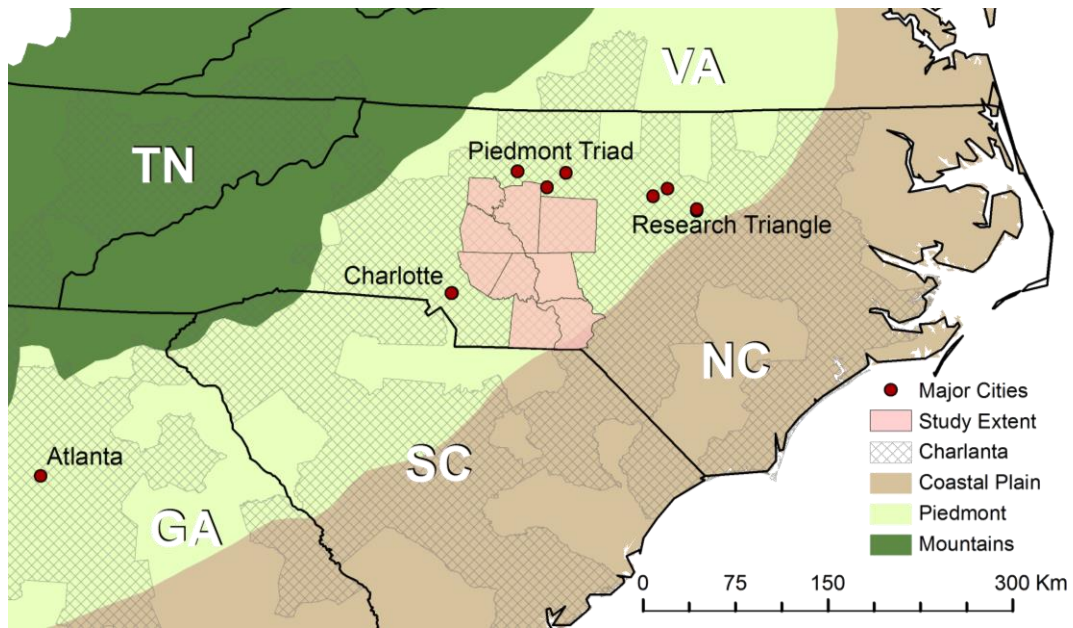 VA
TN
Piedmont Triad
Research Triangle
Charlotte
NC
Major Cities
Study Extent
Charlanta
Coastal Plain
Piedmont
Mountains
Atlanta
SC
GA
0 75 150 300 Km